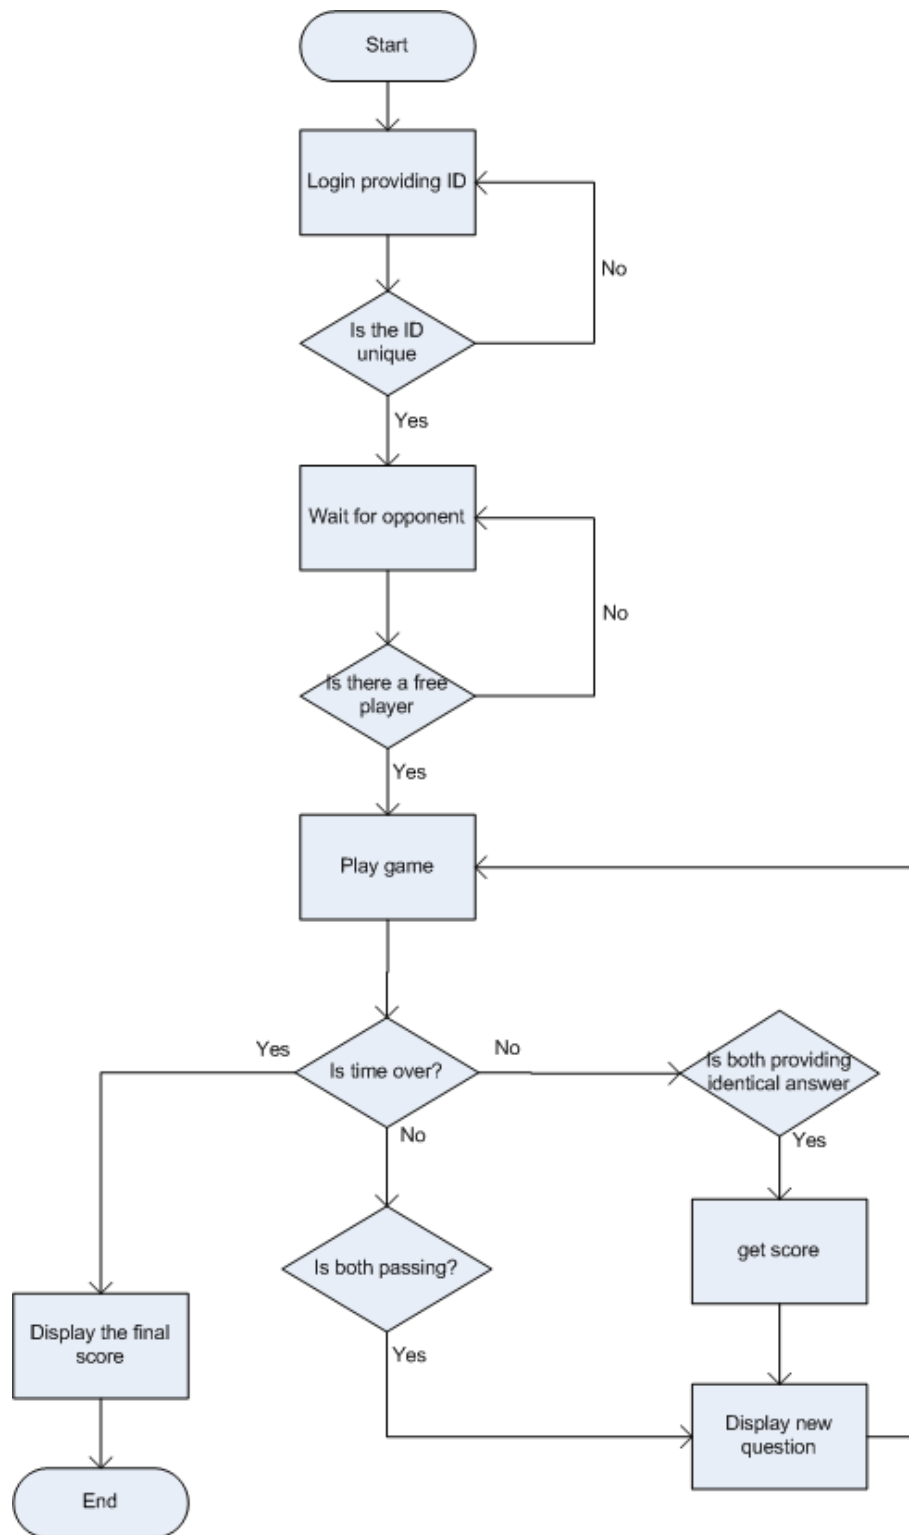 Start
Login providing ID
No
Is the ID
unique
Yes
Wait for opponent
No
Is there a free
player
Yes
Play game
Yes
No
Is time over?
Is both providing
identical answer
No
Yes
get score
Is both passing?
Display the final
score
Yes
Display new
question
End